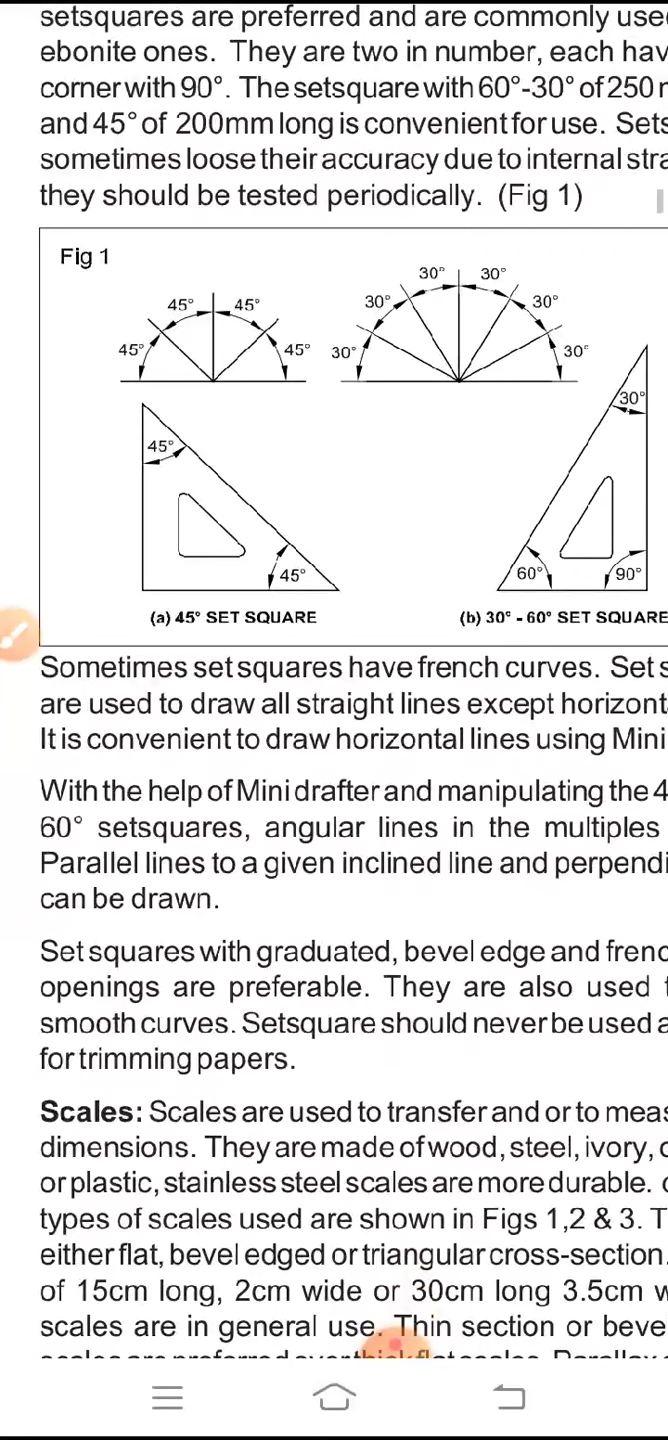 setsquares are preferred and are commonly
ebonite ones. They are two in number, each
corner with 90°. The setsquare with 60°-30° of 250
and 45° of 200mm long is convenient for use.
sometimes loose their accuracy due to internal
they should be tested periodically. (Fig 1)
Fig 1
45° 45°
45° 45°
30° 30°
30° 30°
30° 30°
45°
45°
30°
60° 90°
(a) 45° SET SQUARE
(b) 30° - 60° SET SQUARE
Sometimes set squares have french curves. Set
are used to draw all straight lines except
It is convenient to draw horizontal lines using Mini
With the help of Mini drafter and manipulating the
60° setsquares, angular lines in the multiples
Parallel lines to a given inclined line and
can be drawn.
Set squares with graduated, bevel edge and
openings are preferable. They are also used
smooth curves. Setsquare should never be used
for trimming papers.
Scales: Scales are used to transfer and or to
dimensions. They are made of wood, steel, ivory,
or plastic, stainless steel scales are more durable.
types of scales used are shown in Figs 1,2 & 3.
either flat, bevel edged or triangular cross-section.
of 15cm long, 2cm wide or 30cm long 3.5cm
scales are in general use. Thin section or